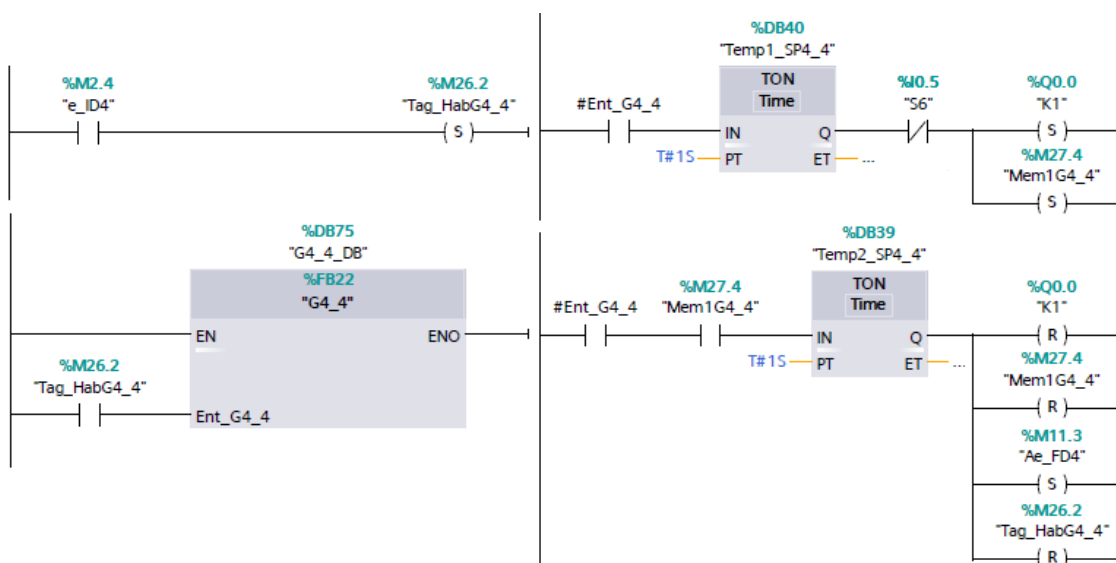 %M2.4
"e_ID4"
%M26.2
"Tag_HabG4_4"
( S )
%DB75
"G4_4_DB"
%FB22
"G4_4"
EN
ENO
%M26.2
"Tag_HabG4_4"
Ent_G4_4
%DB40
"Temp1_SP4_4"
TON
Time
#Ent_G4_4
IN
Q
T#1S
PT
ET
...
%I0.5
"S6"
%Q0.0
"K1"
( S )
%M27.4
"Mem1G4_4"
( S )
%DB39
"Temp2_SP4_4"
TON
Time
#Ent_G4_4
%M27.4
"Mem1G4_4"
IN
Q
T#1S
PT
ET
...
%Q0.0
"K1"
( R )
%M27.4
"Mem1G4_4"
( R )
%M11.3
"Ae_FD4"
( S )
%M26.2
"Tag_HabG4_4"
( R )